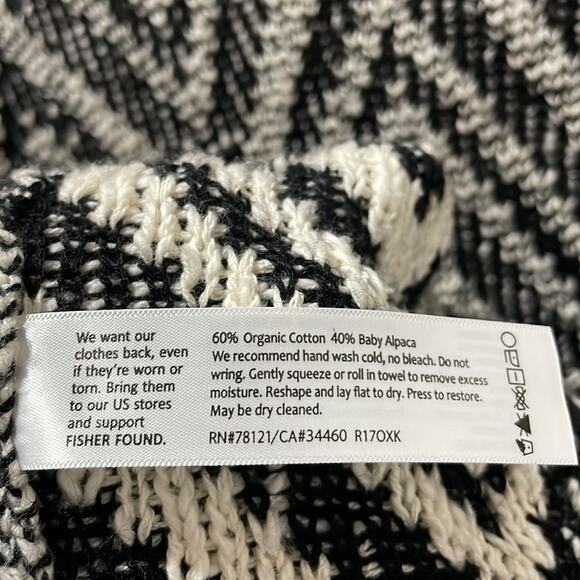 We want our
clothes back, even
if they're worn or
torn. Bring them
to our US stores
and support
FISHER FOUND.
60% Organic Cotton 40% Baby Alpaca
We recommend hand wash cold, no bleach. Do not
wring. Gently squeeze or roll in towel to remove excess
moisture. Reshape and lay flat to dry. Press to restore.
May be dry cleaned.
RN#78121/CA#34460 R17OXK